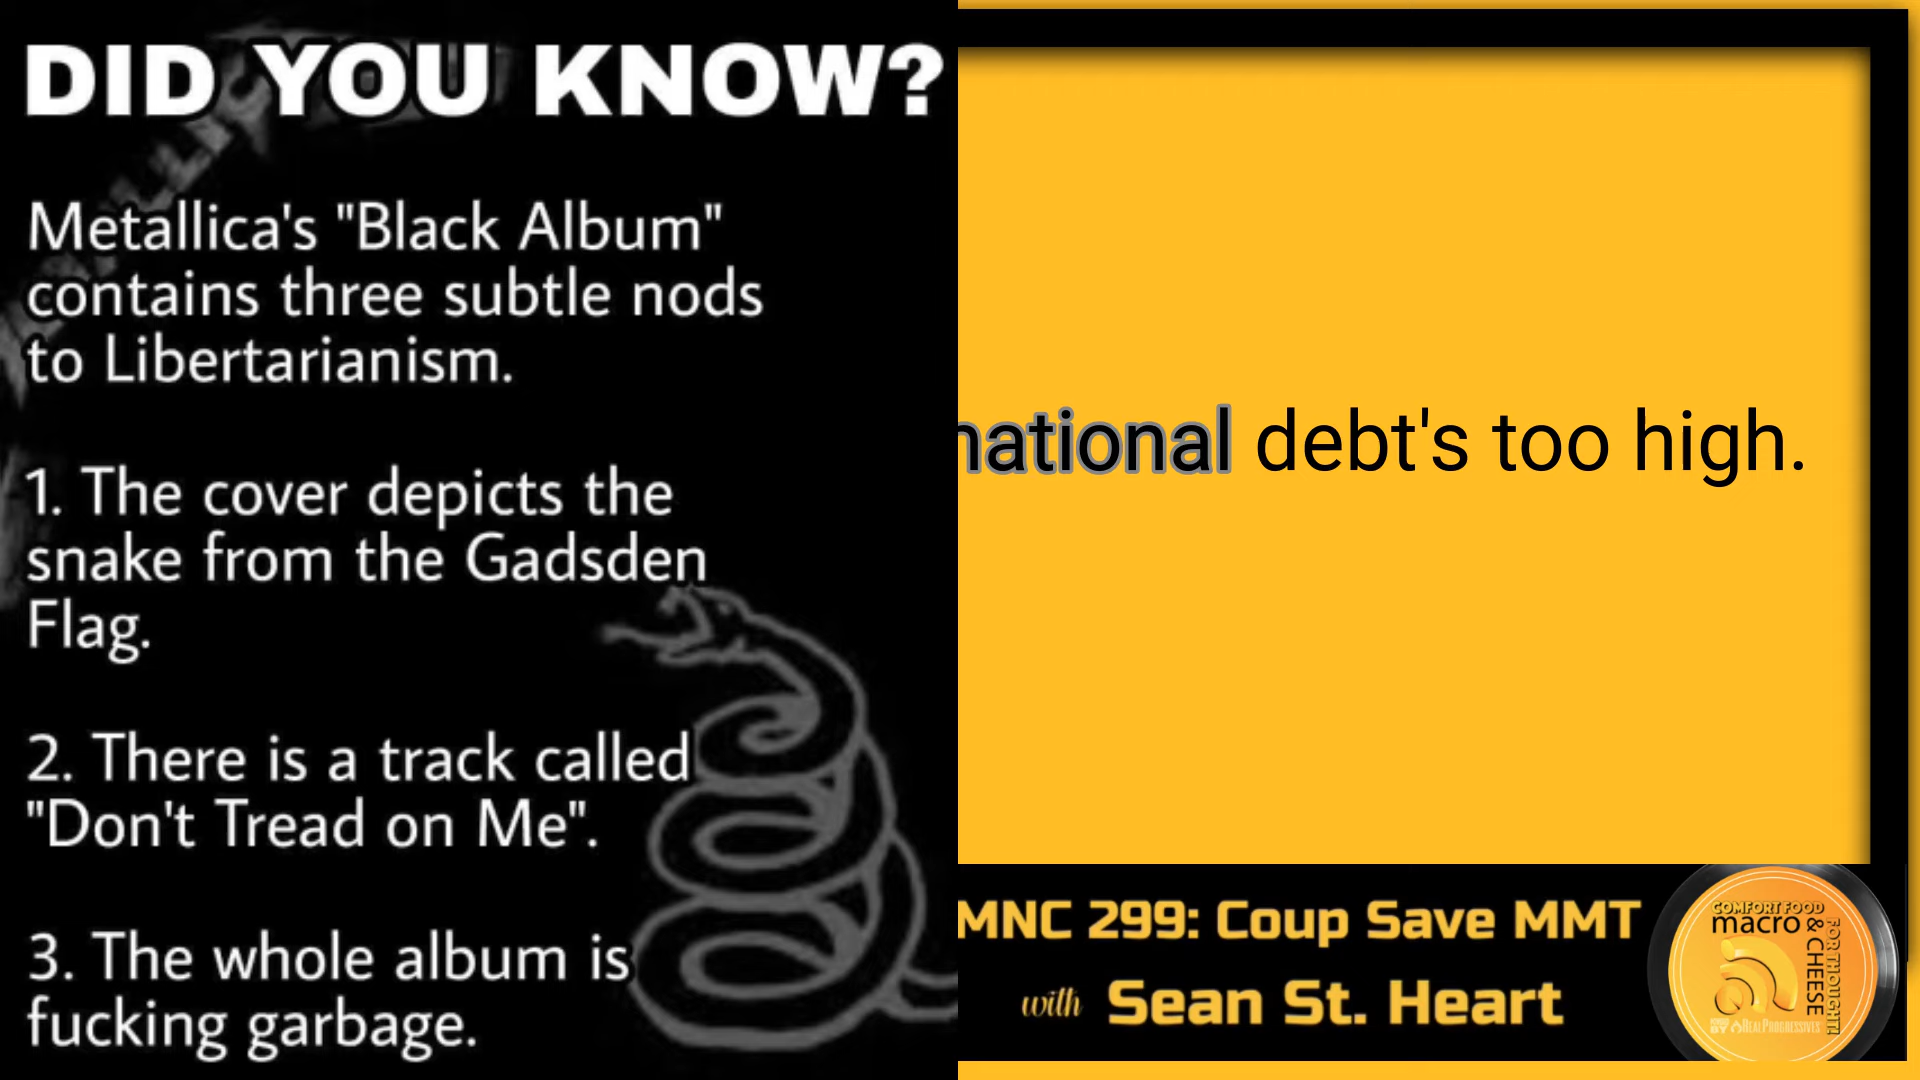 DID YOU KNOW?
Metallica's "Black Album"
contains three subtle nods
to Libertarianism.
1. The cover depicts the
snake from the Gadsden
Flag.
2. There is a track called
"Don't Tread on Me".
3. The whole album is
fucking garbage.
national debt's too high.
MNC 299: Coup Save MMT
with Sean St. Heart
COMFORT FOOD
macro
& CHEESE
FOR THOUGHT!
BY REALPROGRESSIVES